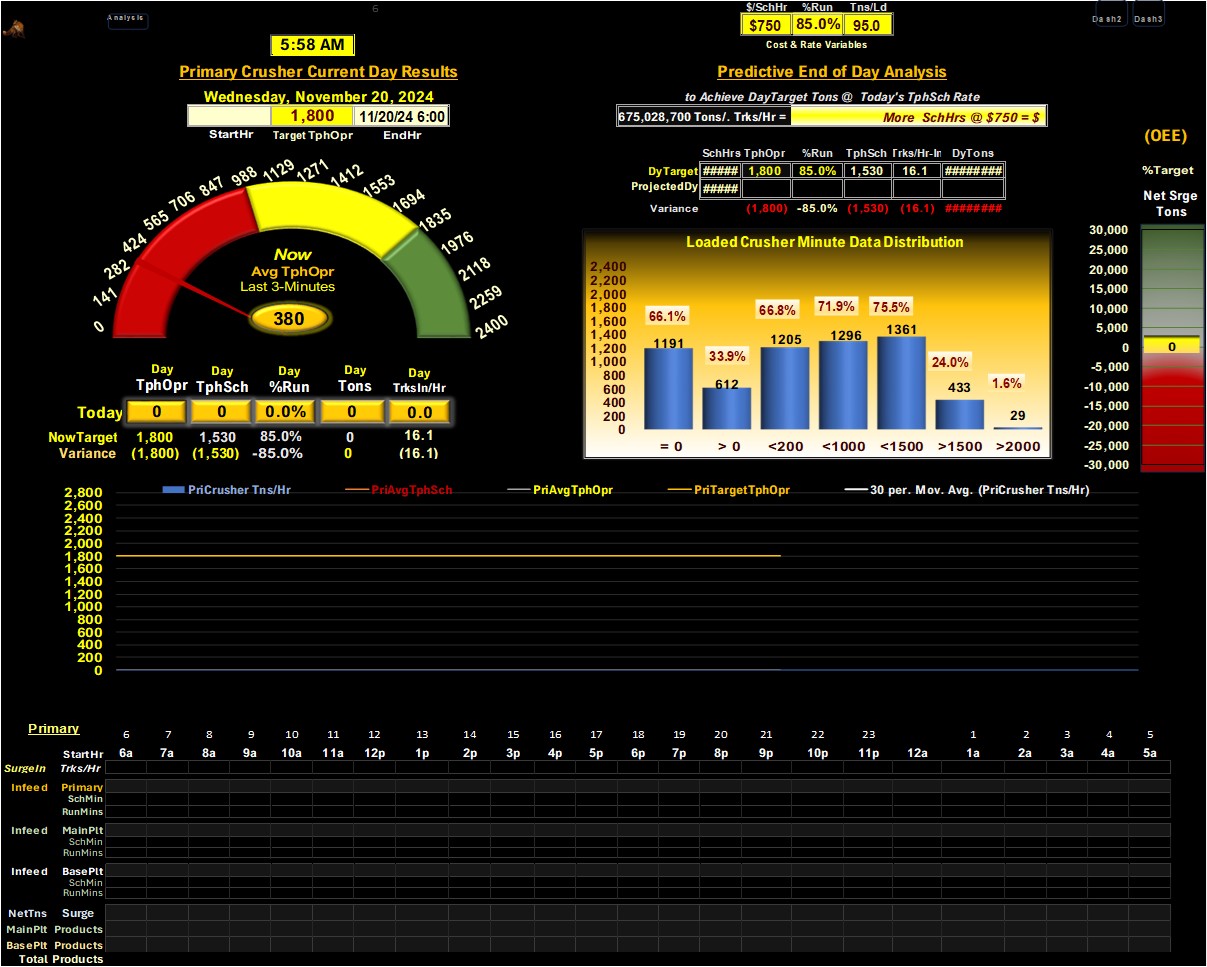 6
Analysis
$/SchHr %Run Tns/Ld
$750 85.0% 95.0
Cost & Rate Variables
Dash2 Dash3
5:58 AM
Primary Crusher Current Day Results
Wednesday, November 20, 2024
1,800 11/20/24 6:00
StartHr Target TphOpr EndHr
0 141 282 424 565 706 847 988 1129 1271 1412 1553 1694 1835 1976 2118 2259 2400
Now
Avg TphOpr
Last 3-Minutes
380
Day Day Day Day Day
TphOpr TphSch %Run Tons TrksIn/Hr
Today 0 0 0.0% 0 0.0
NowTarget 1,800 1,530 85.0% 0 16.1
Variance (1,800) (1,530) -85.0% 0 (16.1)
Predictive End of Day Analysis
to Achieve DayTarget Tons @ Today's TphSch Rate
675,028,700 Tons/. Trks/Hr = More SchHrs @ $750 = $
SchHrs TphOpr %Run TphSch Trks/Hr-In DyTons
DyTarget ##### 1,800 85.0% 1,530 16.1 ########
ProjectedDy #####
Variance (1,800) -85.0% (1,530) (16.1) ########
Loaded Crusher Minute Data Distribution
2,400
2,200
2,000
1,800
1,600
1,400
1,200
1,000
800
600
400
200
0
66.1% 33.9% 66.8% 71.9% 75.5% 24.0% 1.6%
1191 612 1205 1296 1361 433 29
= 0 > 0 <200 <1000 <1500 >1500 >2000
(OEE)
%Target
Net Srge
Tons
30,000
25,000
20,000
15,000
10,000
5,000
0
-5,000
-10,000
-15,000
-20,000
-25,000
-30,000
0
PriCrusher Tns/Hr PriAvgTphSch PriAvgTphOpr PriTargetTphOpr 30 per. Mov. Avg. (PriCrusher Tns/Hr)
2,800
2,600
2,400
2,200
2,000
1,800
1,600
1,400
1,200
1,000
800
600
400
200
0
Primary 6 7 8 9 10 11 12 13 14 15 16 17 18 19 20 21 22 23 1 2 3 4 5
StartHr 6a 7a 8a 9a 10a 11a 12p 1p 2p 3p 4p 5p 6p 7p 8p 9p 10p 11p 12a 1a 2a 3a 4a 5a
SurgeIn Trks/Hr
Infeed Primary
SchMin
RunMins
Infeed MainPlt
SchMin
RunMins
Infeed BasePlt
SchMin
RunMins
NetTns Surge
MainPlt Products
BasePlt Products
Total Products